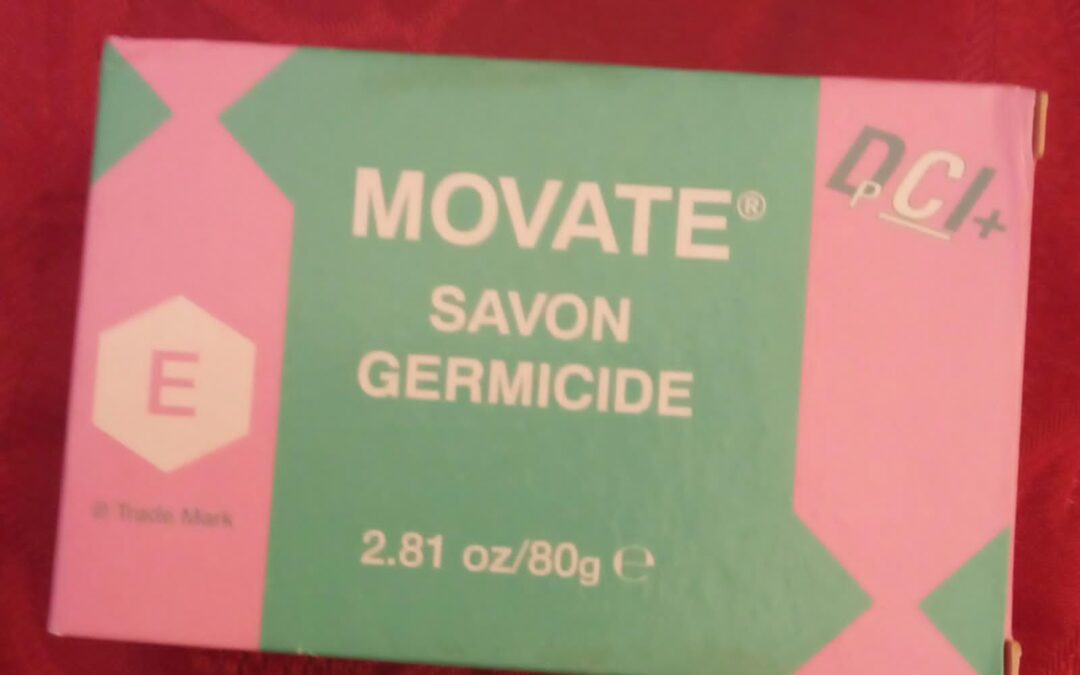 MOVATE®
SAVON
GERMICIDE
2.81 oz/80g ℮
E
® Trade Mark
DpCI+